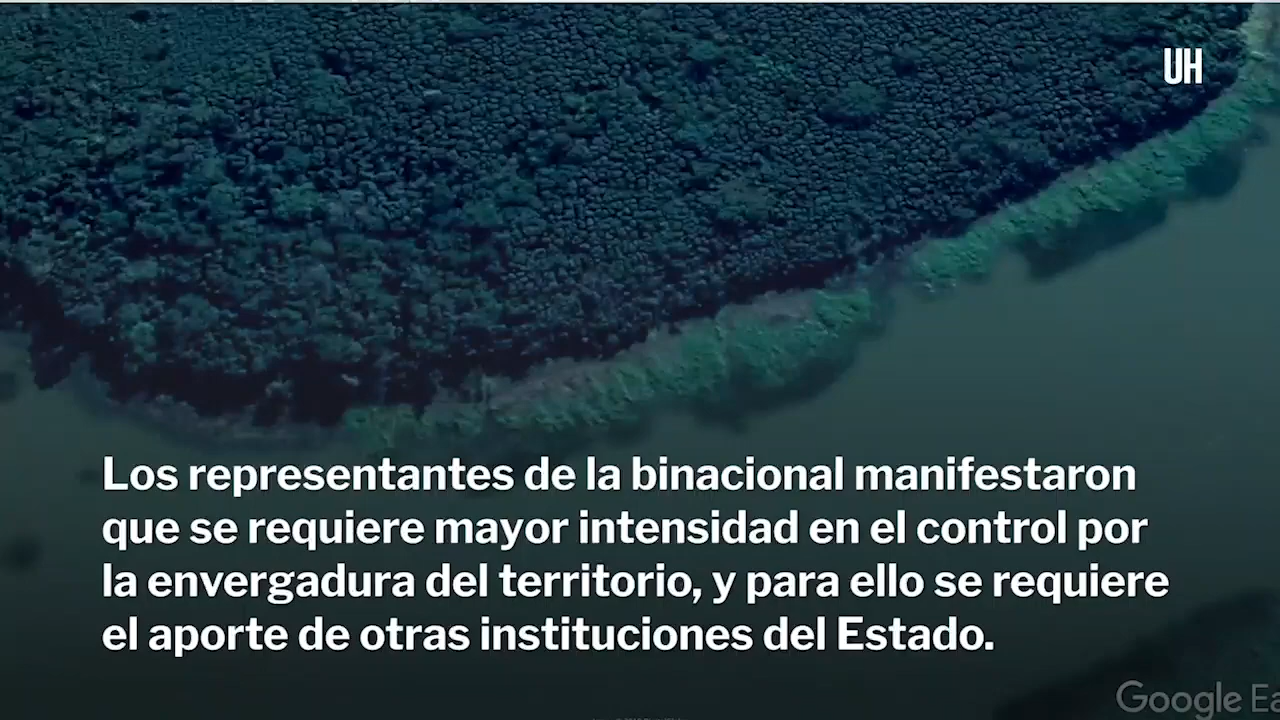 UH
Los representantes de la binacional manifestaron
que se requiere mayor intensidad en el control por
la envergadura del territorio, y para ello se requiere
el aporte de otras instituciones del Estado.
Google Ea